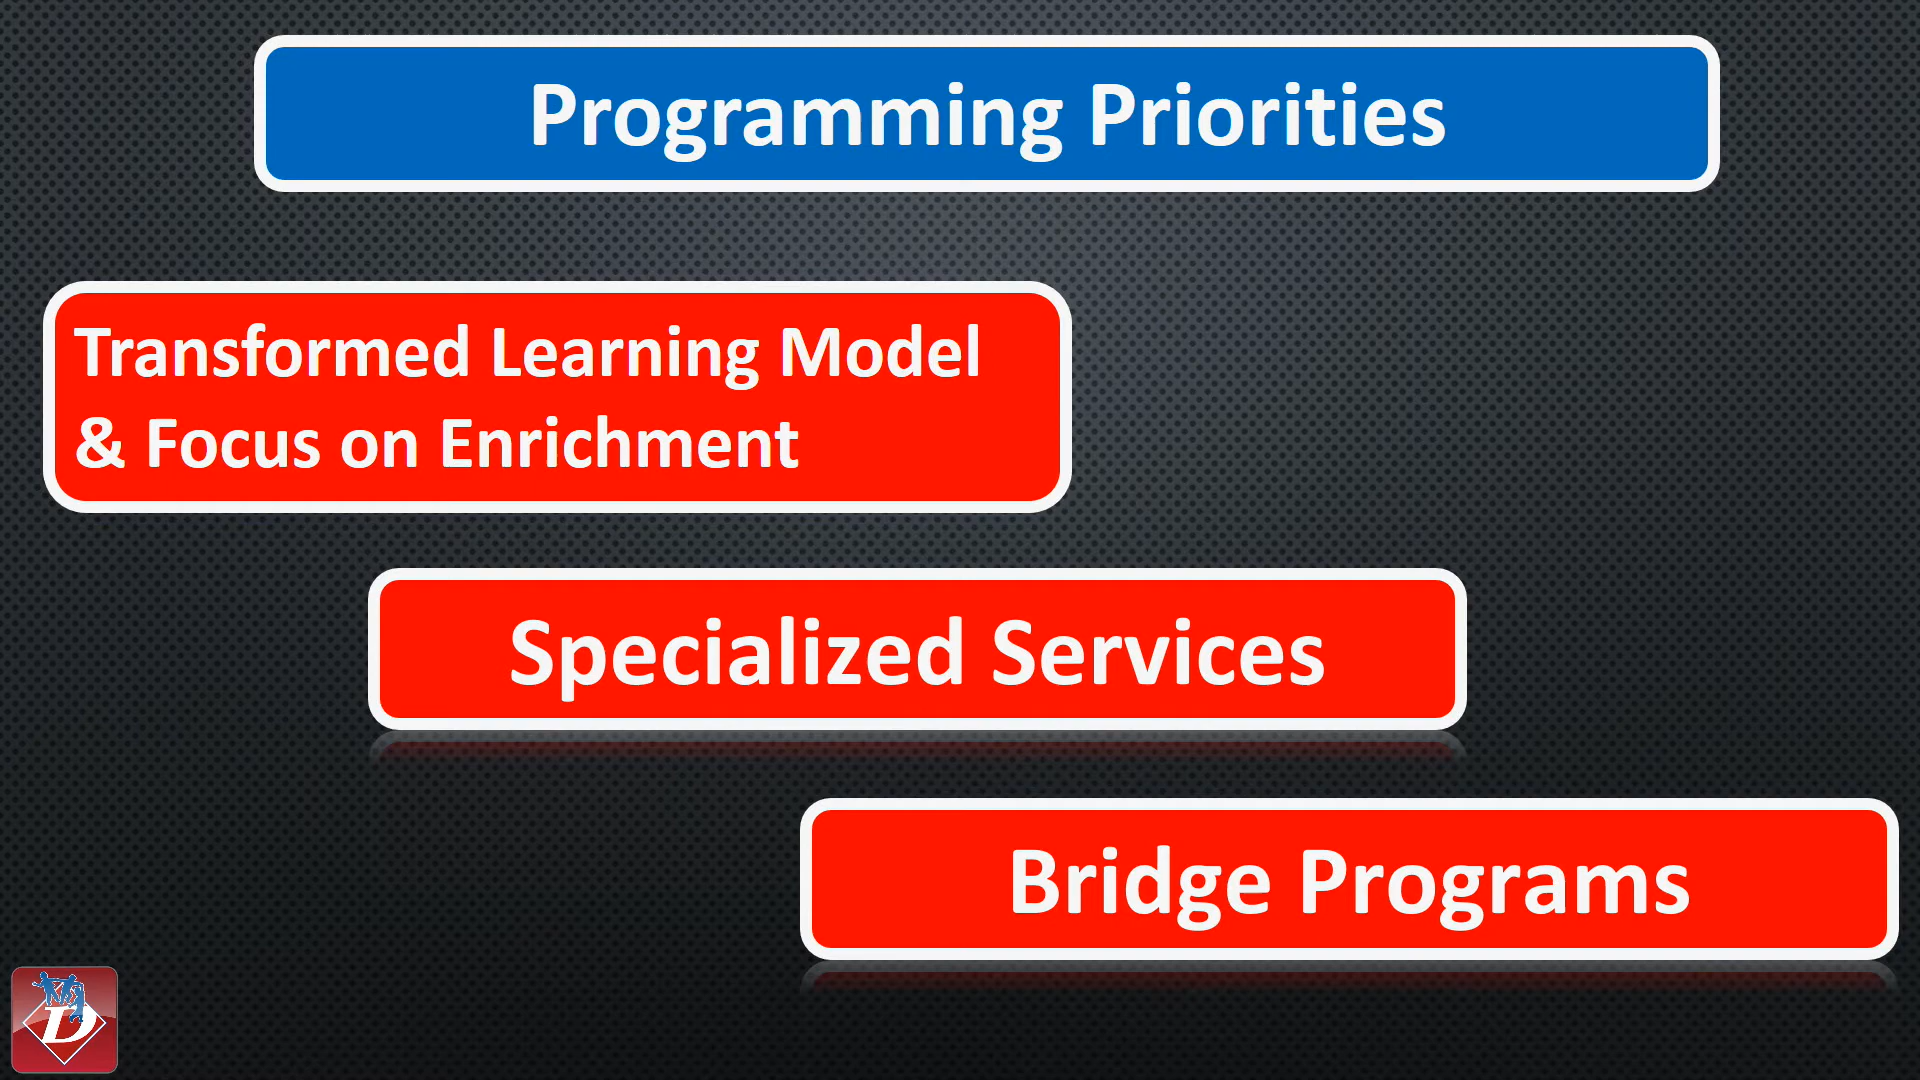 Programming Priorities
Transformed Learning Model
& Focus on Enrichment
Specialized Services
Bridge Programs
D